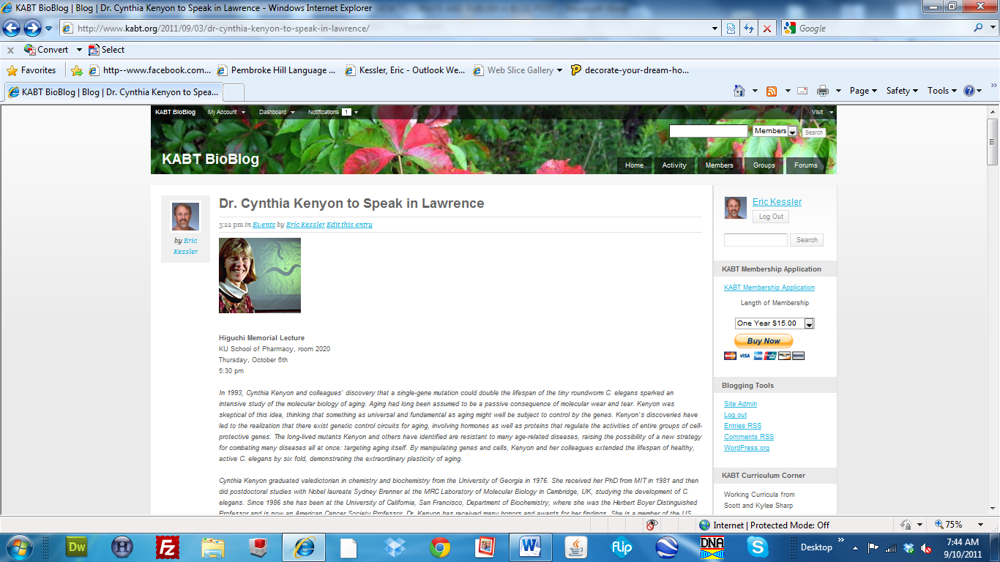 KABT BioBlog | Blog | Dr. Cynthia Kenyon to Speak in Lawrence - Windows Internet Explorer
http://www.kabt.org/2011/09/03/dr-cynthia-kenyon-to-speak-in-lawrence/
Google
x Convert Select
Favorites http--www.facebook.com... Pembroke Hill Language ... Kessler, Eric - Outlook We... Web Slice Gallery decorate-your-dream-ho...
KABT BioBlog | Blog | Dr. Cynthia Kenyon to Spea...
Page Safety Tools
KABT BioBlog My Account Dashboard Notifications 1 Visit
Members Search
KABT BioBlog
Home Activity Members Groups Forums
Dr. Cynthia Kenyon to Speak in Lawrence
3:22 pm in Events by Eric Kessler Edit this entry
by Eric
Kessler
Higuchi Memorial Lecture
KU School of Pharmacy, room 2020
Thursday, October 6th
5:30 pm
In 1993, Cynthia Kenyon and colleagues' discovery that a single-gene mutation could double the lifespan of the tiny roundworm C. elegans sparked an
intensive study of the molecular biology of aging. Aging had long been assumed to be a passive consequence of molecular wear and tear. Kenyon was
skeptical of this idea, thinking that something as universal and fundamental as aging might well be subject to control by the genes. Kenyon's discoveries have
led to the realization that there exist genetic control circuits for aging, involving hormones as well as proteins that regulate the activities of entire groups of cell-
protective genes. The long-lived mutants Kenyon and others have identified are resistant to many age-related diseases, raising the possibility of a new strategy
for combating many diseases all at once: targeting aging itself. By manipulating genes and cells, Kenyon and her colleagues extended the lifespan of healthy,
active C. elegans by six fold, demonstrating the extraordinary plasticity of aging.
Cynthia Kenyon graduated valedictorian in chemistry and biochemistry from the University of Georgia in 1976. She received her PhD from MIT in 1981 and then
did postdoctoral studies with Nobel laureate Sydney Brenner at the MRC Laboratory of Molecular Biology in Cambridge, UK, studying the development of C.
elegans. Since 1986 she has been at the University of California, San Francisco, Department of Biochemistry, where she was the Herbert Boyer Distinguished
Professor and is now an American Cancer Society Professor. Dr. Kenyon has received many honors and awards for her findings. She is a member of the US
Eric Kessler
Log Out
Search
KABT Membership Application
KABT Membership Application
Length of Membership
One Year $15.00
Buy Now
VISA BANK
Blogging Tools
Site Admin
Log out
Entries RSS
Comments RSS
WordPress.org
KABT Curriculum Corner
Working Curricula from
Scott and Kylee Sharp
Internet | Protected Mode: Off 75%
Dw H Fz W Java flip DNA S Desktop 7:44 AM
9/10/2011